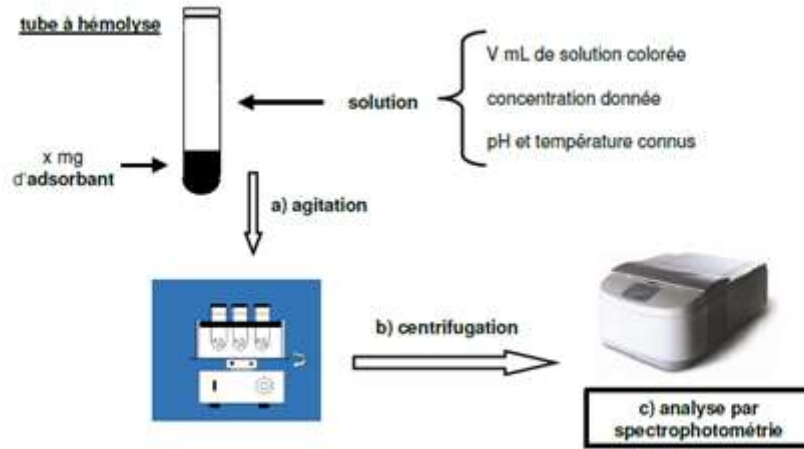 tube à hémolyse
V mL de solution colorée
solution
concentration donnée
pH et température connus
x mg
d'adsorbant
a) agitation
b) centrifugation
c) analyse par
spectrophotométrie